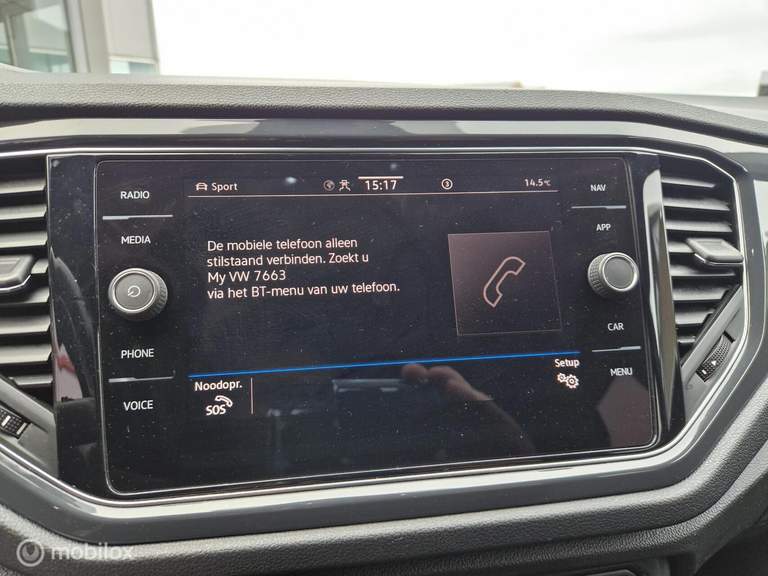 RADIO
MEDIA
PHONE
VOICE
Sport
15:17
3
14.5°C
De mobiele telefoon alleen
stilstaand verbinden. Zoekt u
My VW 7663
via het BT-menu van uw telefoon.
Noodopr.
SOS
Setup
NAV
APP
CAR
MENU
mobilox